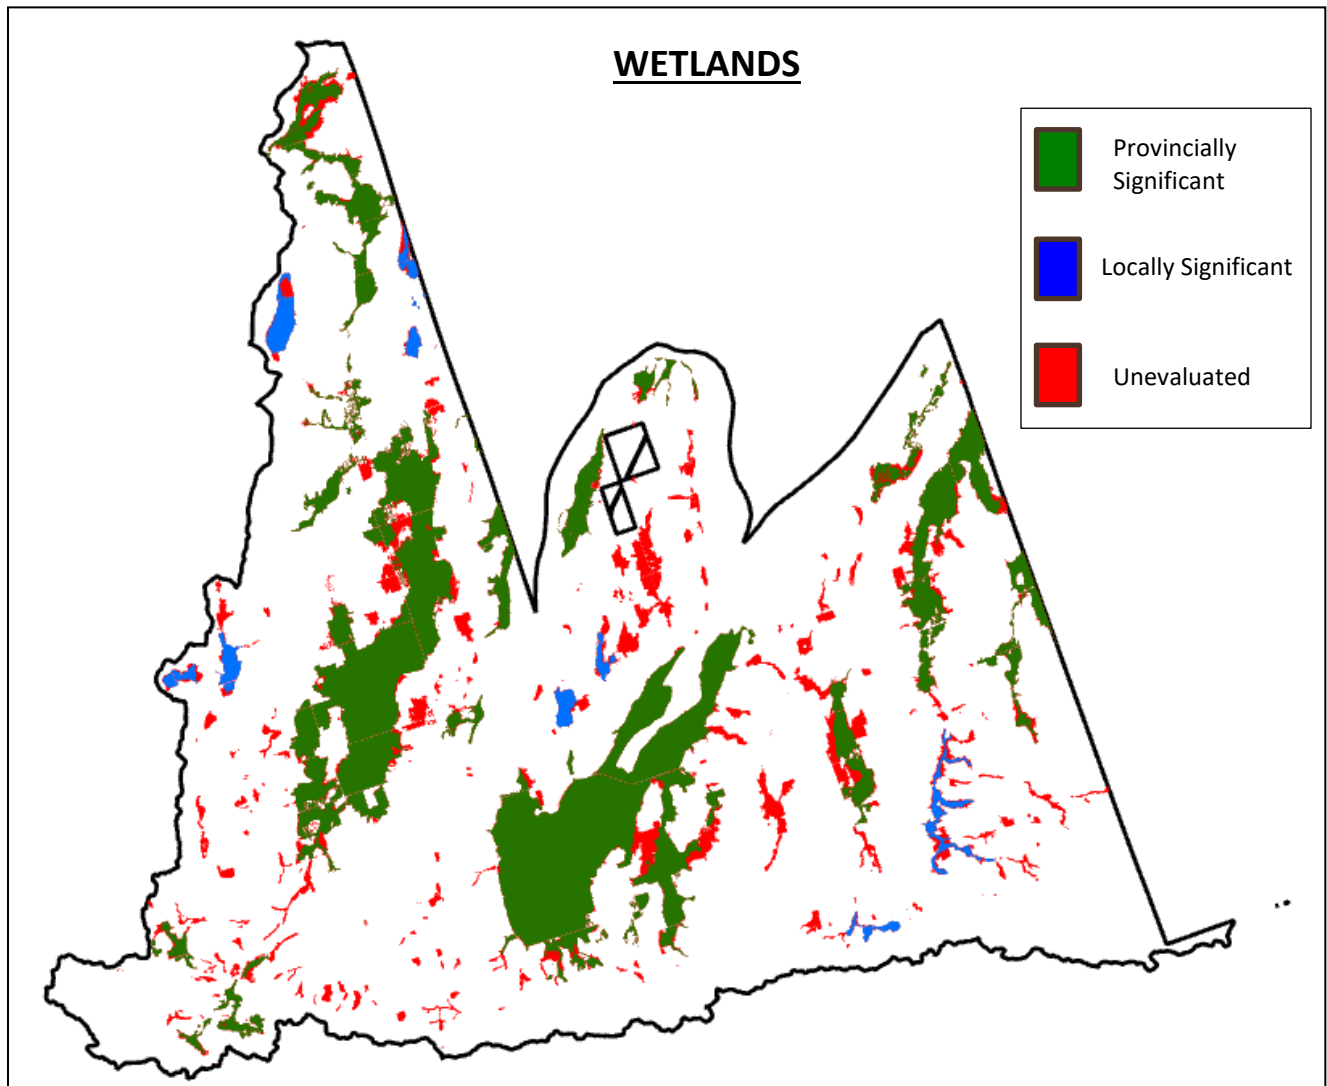 WETLANDS
Provincially
Significant
Locally Significant
Unevaluated